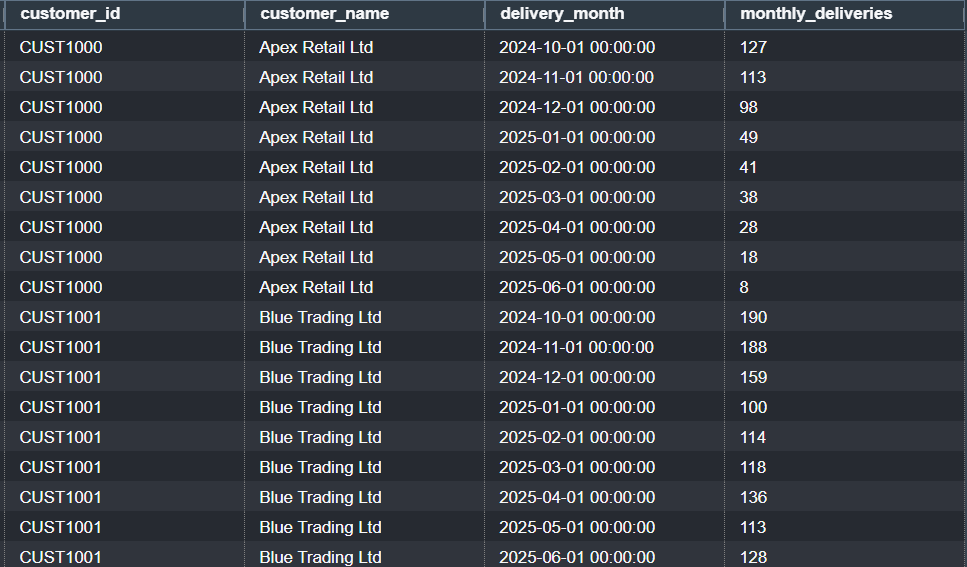 customer_id customer_name delivery_month monthly_deliveries
CUST1000 Apex Retail Ltd 2024-10-01 00:00:00 127
CUST1000 Apex Retail Ltd 2024-11-01 00:00:00 113
CUST1000 Apex Retail Ltd 2024-12-01 00:00:00 98
CUST1000 Apex Retail Ltd 2025-01-01 00:00:00 49
CUST1000 Apex Retail Ltd 2025-02-01 00:00:00 41
CUST1000 Apex Retail Ltd 2025-03-01 00:00:00 38
CUST1000 Apex Retail Ltd 2025-04-01 00:00:00 28
CUST1000 Apex Retail Ltd 2025-05-01 00:00:00 18
CUST1000 Apex Retail Ltd 2025-06-01 00:00:00 8
CUST1001 Blue Trading Ltd 2024-10-01 00:00:00 190
CUST1001 Blue Trading Ltd 2024-11-01 00:00:00 188
CUST1001 Blue Trading Ltd 2024-12-01 00:00:00 159
CUST1001 Blue Trading Ltd 2025-01-01 00:00:00 100
CUST1001 Blue Trading Ltd 2025-02-01 00:00:00 114
CUST1001 Blue Trading Ltd 2025-03-01 00:00:00 118
CUST1001 Blue Trading Ltd 2025-04-01 00:00:00 136
CUST1001 Blue Trading Ltd 2025-05-01 00:00:00 113
CUST1001 Blue Trading Ltd 2025-06-01 00:00:00 128